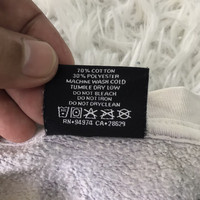 70% COTTON
30% POLYESTER
MACHINE WASH COLD
TUMBLE DRY LOW
DO NOT BLEACH
DO NOT IRON
DO NOT DRYCLEAN
RN•94974 CA•28629